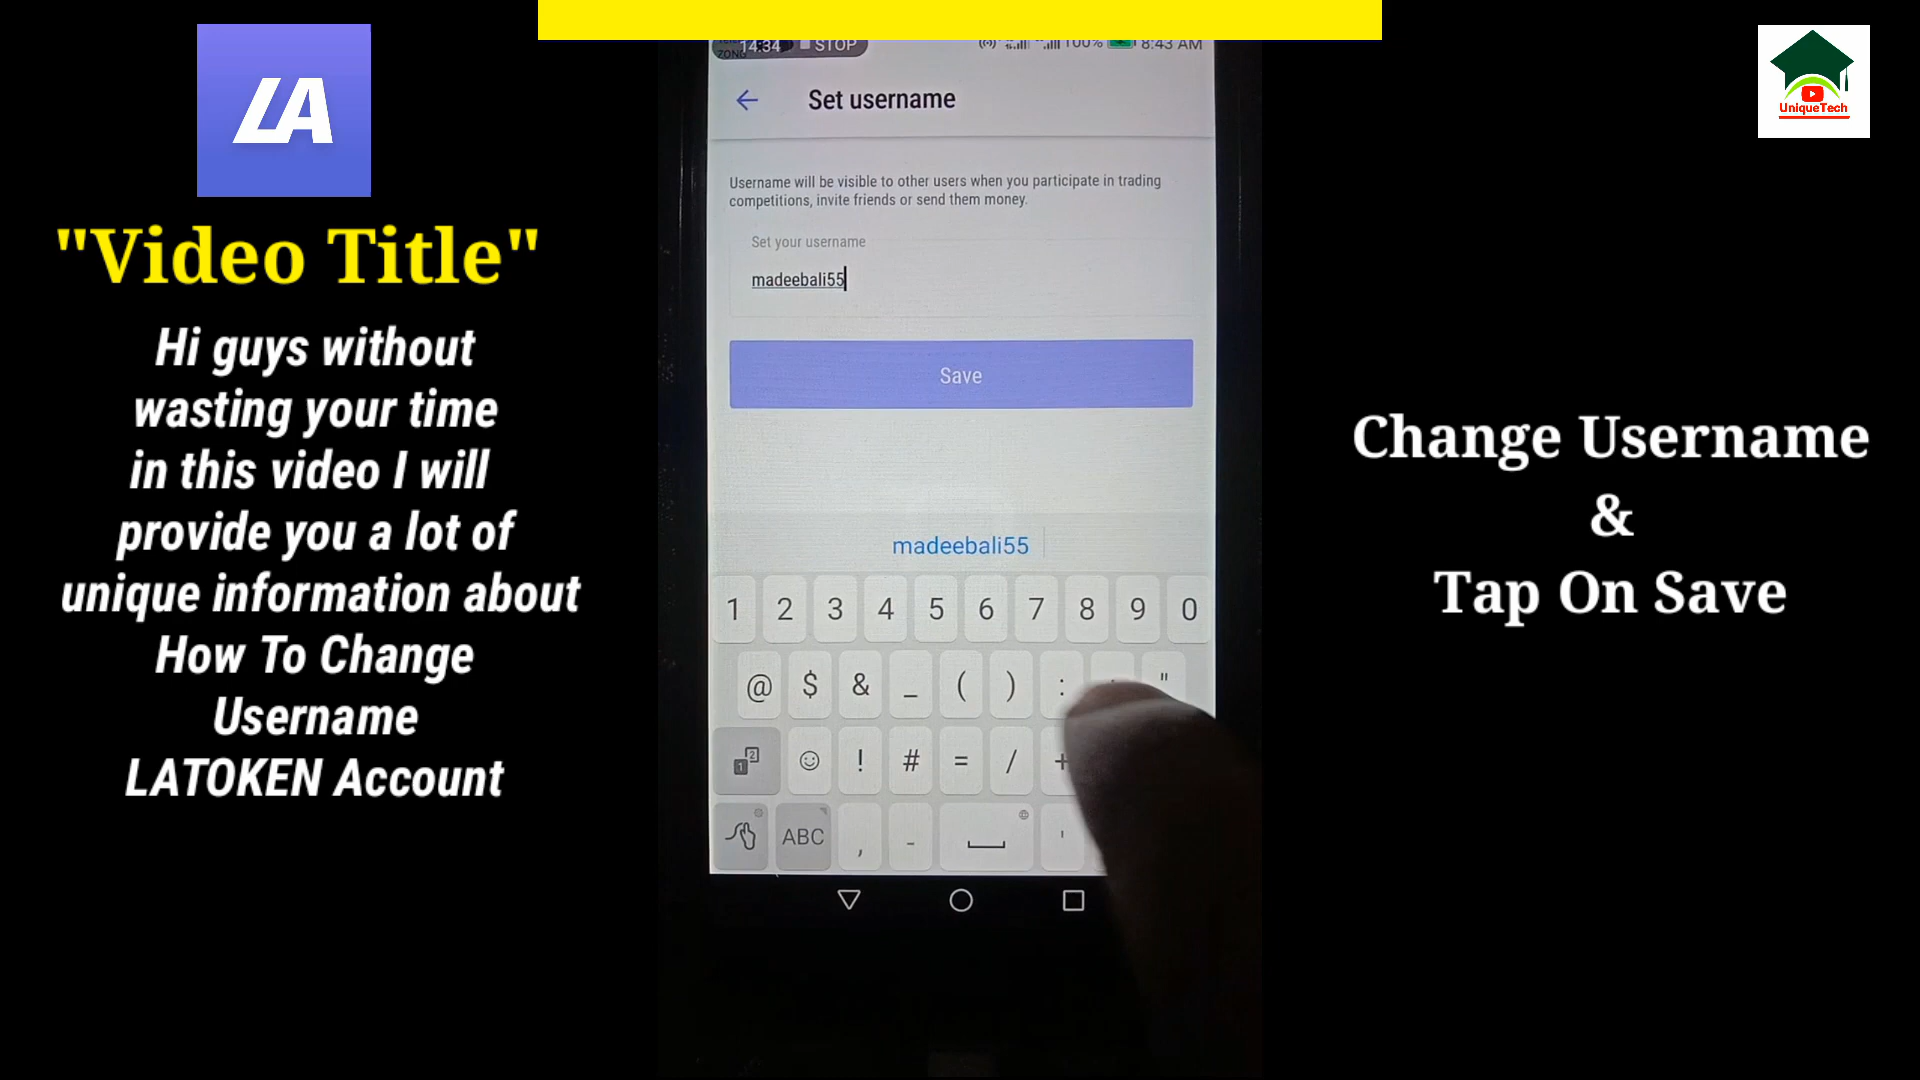 LA
"Video Title"
Hi guys without
wasting your time
in this video I will
provide you a lot of
unique information about
How To Change
Username
LATOKEN Account
14:34 STOP
ZONG
100% 8:43 AM
Set username
Username will be visible to other users when you participate in trading
competitions, invite friends or send them money.
Set your username
madeebali55
Save
madeebali55
1 2 3 4 5 6 7 8 9 0
@ $ & _ ( ) : "
1 2 ! # = / +
ABC , - '
UniqueTech
Change Username
&
Tap On Save